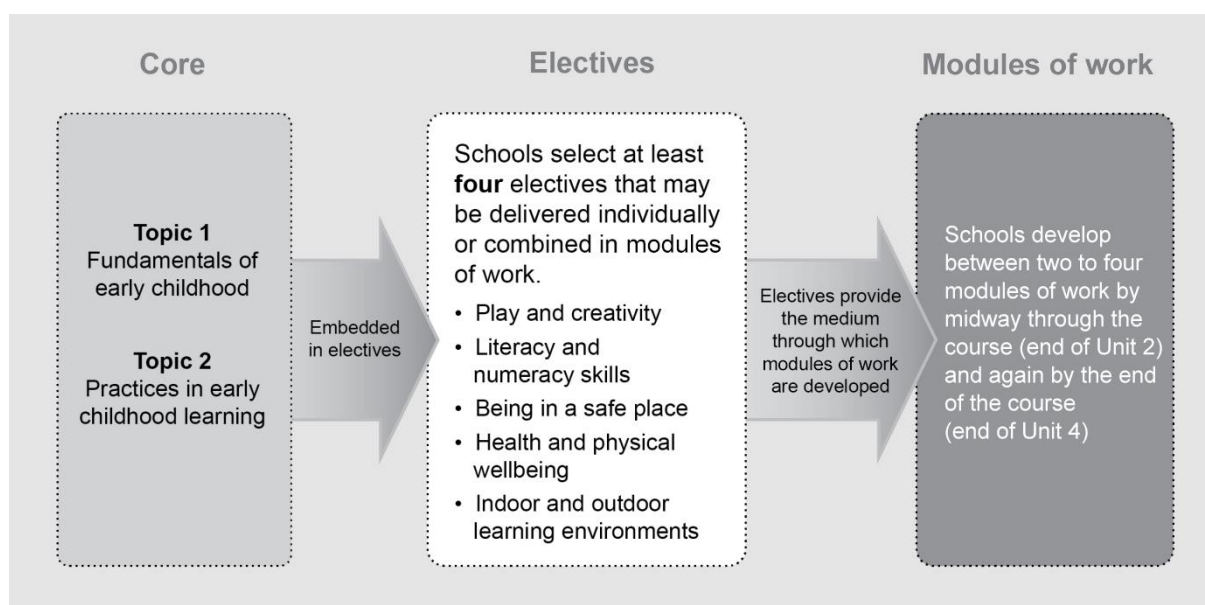 Core
Topic 1
Fundamentals of
early childhood
Topic 2
Practices in early
childhood learning
Embedded
in electives
Electives
Schools select at least
four electives that may
be delivered individually
or combined in modules
of work.
• Play and creativity
• Literacy and
numeracy skills
• Being in a safe place
• Health and physical
wellbeing
• Indoor and outdoor
learning environments
Electives provide
the medium
through which
modules of work
are developed
Modules of work
Schools develop
between two to four
modules of work by
midway through the
course (end of Unit 2)
and again by the end
of the course
(end of Unit 4)